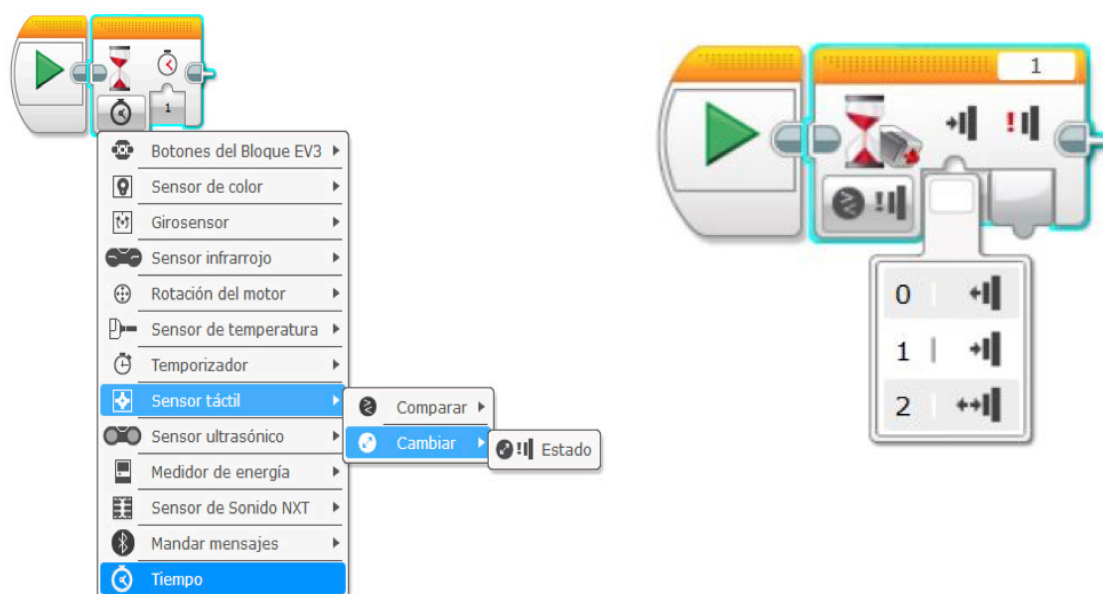 1
Botones del Bloque EV3
Sensor de color
Girosensor
Sensor infrarrojo
Rotación del motor
Sensor de temperatura
Temporizador
Sensor táctil
Sensor ultrasónico
Medidor de energía
Sensor de Sonido NXT
Mandar mensajes
Tiempo
Comparar
Cambiar
Estado
1
!
0
1
2